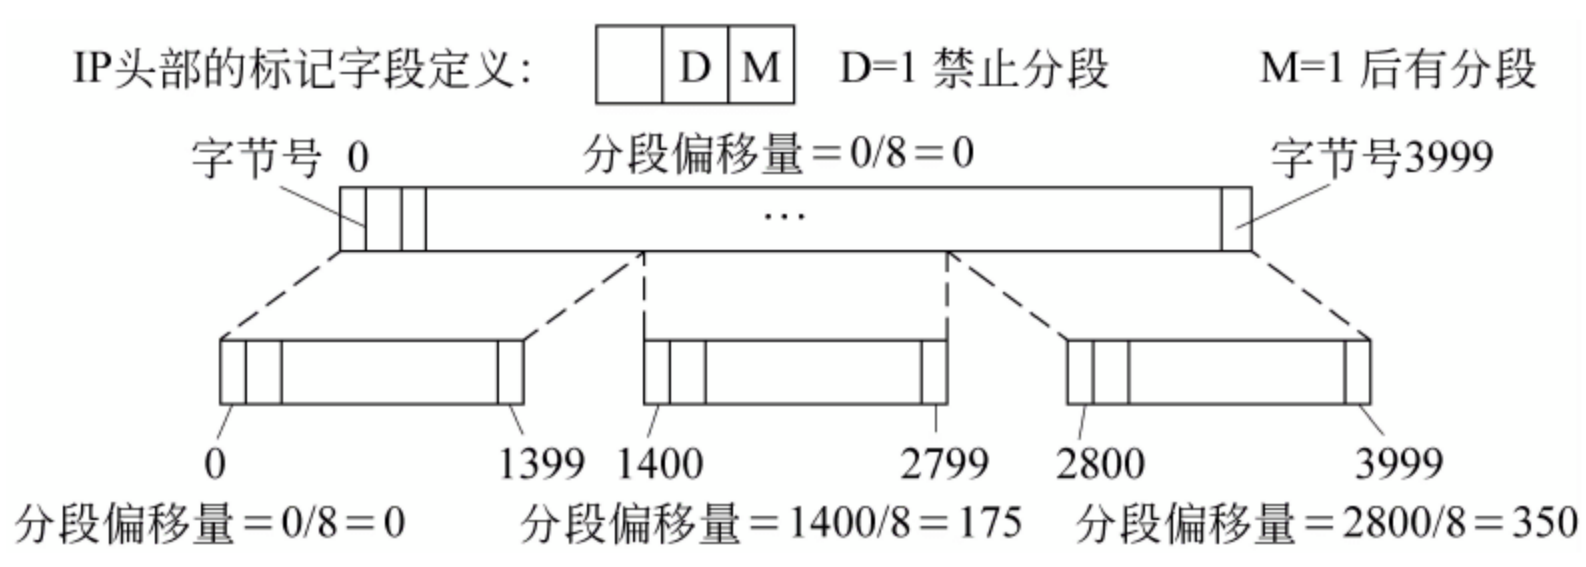 IP头部的标记字段定义: D M D=1 禁止分段 M=1 后有分段
字节号 0 分段偏移量=0/8=0 字节号3999
…
0 1399 1400 2799 2800 3999
分段偏移量=0/8=0 分段偏移量=1400/8=175 分段偏移量=2800/8=350